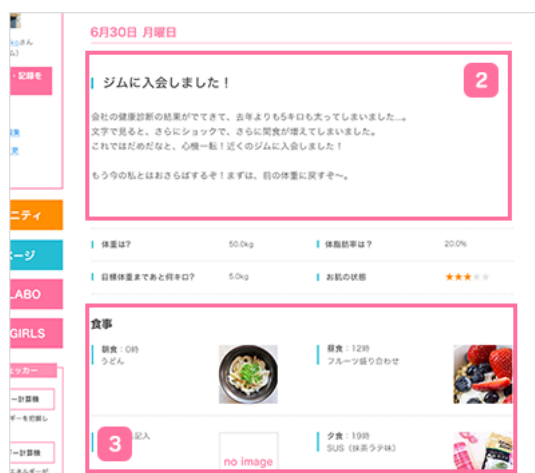 6月30日 月曜日
さん
・記録を
ジムに入会しました！
2
会社の健康診断の結果がでてきて、去年よりも5キロも太ってしまいました…。
文字で見ると、さらにショックで、さらに間食が増えてしまいました。
これではだめだなと、心機一転！近くのジムに入会しました！
もう今の私とはおさらばするぞ！まずは、前の体重に戻すぞ〜。
ニティ
ージ
LABO
GIRLS
体重は?
50.0kg
体脂肪率は？
20.0%
目標体重まであと何キロ?
5.0kg
お肌の状態
★★★★★
食事
朝食：0時
うどん
昼食：12時
フルーツ盛り合わせ
ェッカー
ー計算機
ギーを把握し
ー計算機
3
記入
no image
夕食：19時
SUS（抹茶ラテ味）